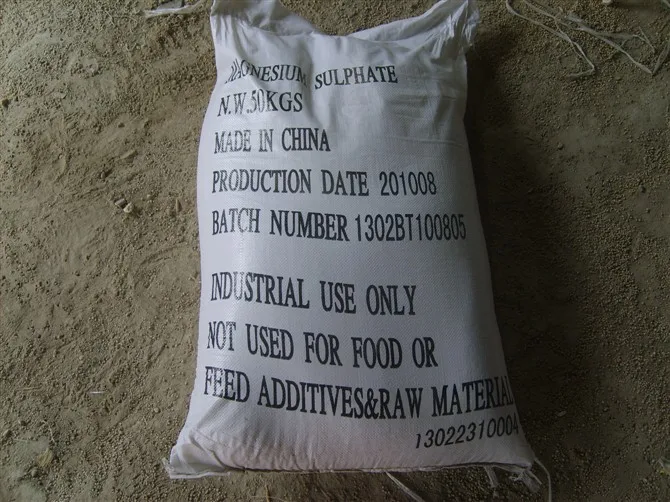 MAGNESIUM SULPHATE
N.W.50KGS
MADE IN CHINA
PRODUCTION DATE 201008
BATCH NUMBER 1302BT100805
INDUSTRIAL USE ONLY
NOT USED FOR FOOD OR
FEED ADDITIVES&RAW MATERIAL
13022310004